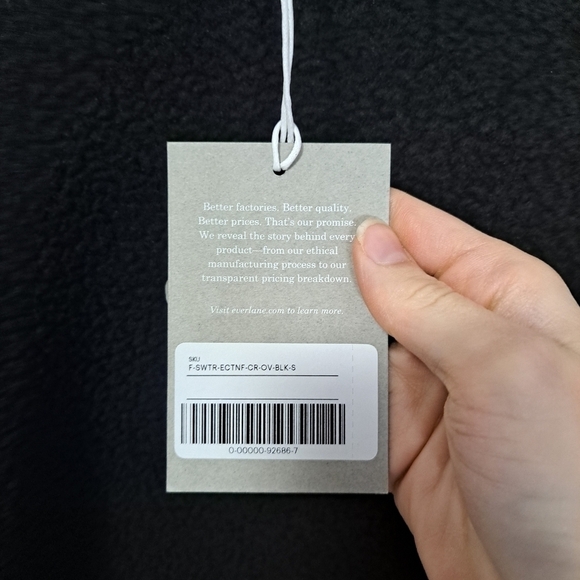 Better factories. Better quality.
Better prices. That's our promise.
We reveal the story behind every
product—from our ethical
manufacturing process to our
transparent pricing breakdown.
Visit everlane.com to learn more.
SKU
F-SWTR-ECTNF-CR-OV-BLK-S
0-00000-92686-7